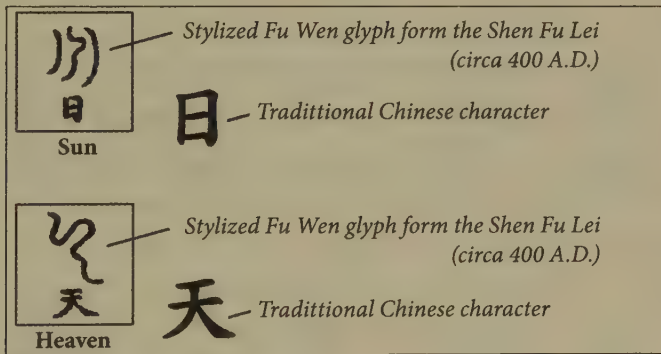 Stylized Fu Wen glyph form the Shen Fu Lei
(circa 400 A.D.)
日
日
Tradittional Chinese character
Sun
Stylized Fu Wen glyph form the Shen Fu Lei
(circa 400 A.D.)
天
天
Tradittional Chinese character
Heaven